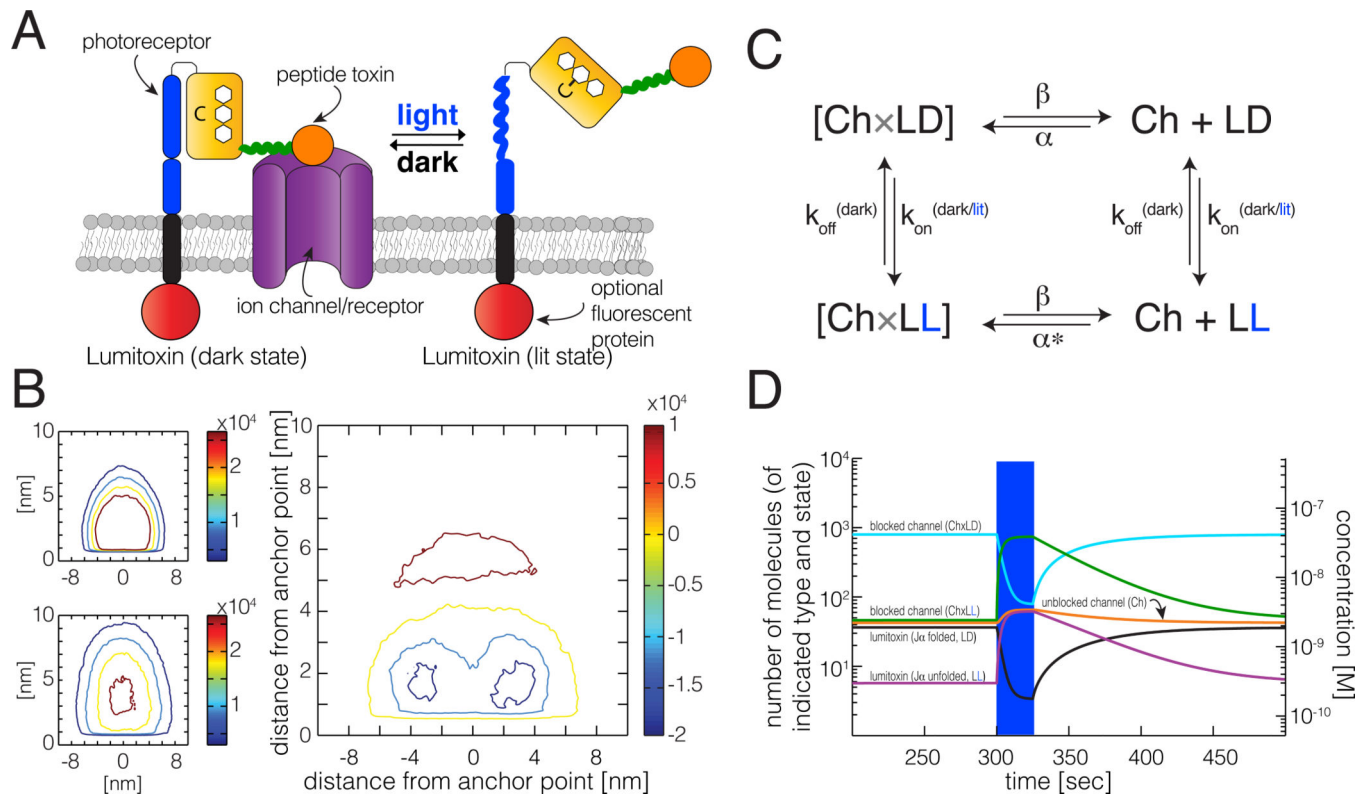 A
photoreceptor
peptide toxin
C
light
dark
C
ion channel/receptor
optional
fluorescent
protein
Lumitoxin (dark state)
Lumitoxin (lit state)
C
[Ch×LD]
β
α
Ch + LD
k_off^(dark)
k_on^(dark/lit)
k_off^(dark)
k_on^(dark/lit)
[Ch×LL]
β
α*
Ch + LL
B
x10^4
10
5
0
[nm]
-8 0 8
2
1
x10^4
10
5
0
[nm]
-8 0 8
[nm]
2
1
distance from anchor point [nm]
10
8
6
4
2
0
-8 -4 0 4 8
distance from anchor point [nm]
x10^4
1
0.5
0
-0.5
-1
-1.5
-2
D
number of molecules (of
indicated type and state)
10^4
10^3
10^2
10^1
blocked channel (ChxLD)
blocked channel (ChxLL)
unblocked channel (Ch)
lumitoxin (Jα folded, LD)
lumitoxin (Jα unfolded, LL)
250 300 350 400 450
time [sec]
10^-7
10^-8
10^-9
10^-10
concentration [M]